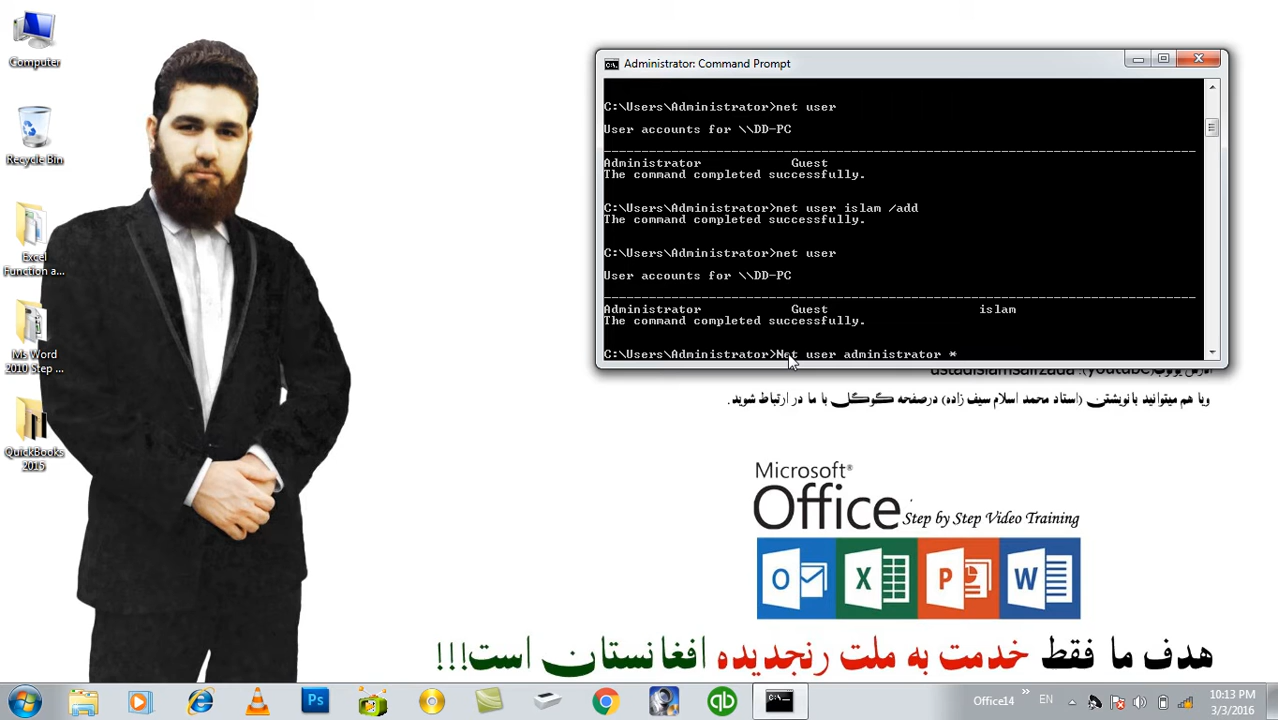 Computer
Recycle Bin
Excel
Function a...
Ms Word
2010 Step ...
QuickBooks
2015
Administrator: Command Prompt
C:\Users\Administrator>net user
User accounts for \\DD-PC
-------------------------------------------------------------------------------
Administrator Guest
The command completed successfully.
C:\Users\Administrator>net user islam /add
The command completed successfully.
C:\Users\Administrator>net user
User accounts for \\DD-PC
-------------------------------------------------------------------------------
Administrator Guest islam
The command completed successfully.
C:\Users\Administrator>Net user administrator *
ویا هم میتوانید با نویشتن (استاد محمد اسلام سیف زاده) درصفحه گوگل با ما در ارتباط شوید.
Microsoft®
Office
Step by Step Video Training
هدف ما فقط خدمت به ملت رنجدیده افغانستان است!!!
Office14
EN
10:13 PM
3/3/2016